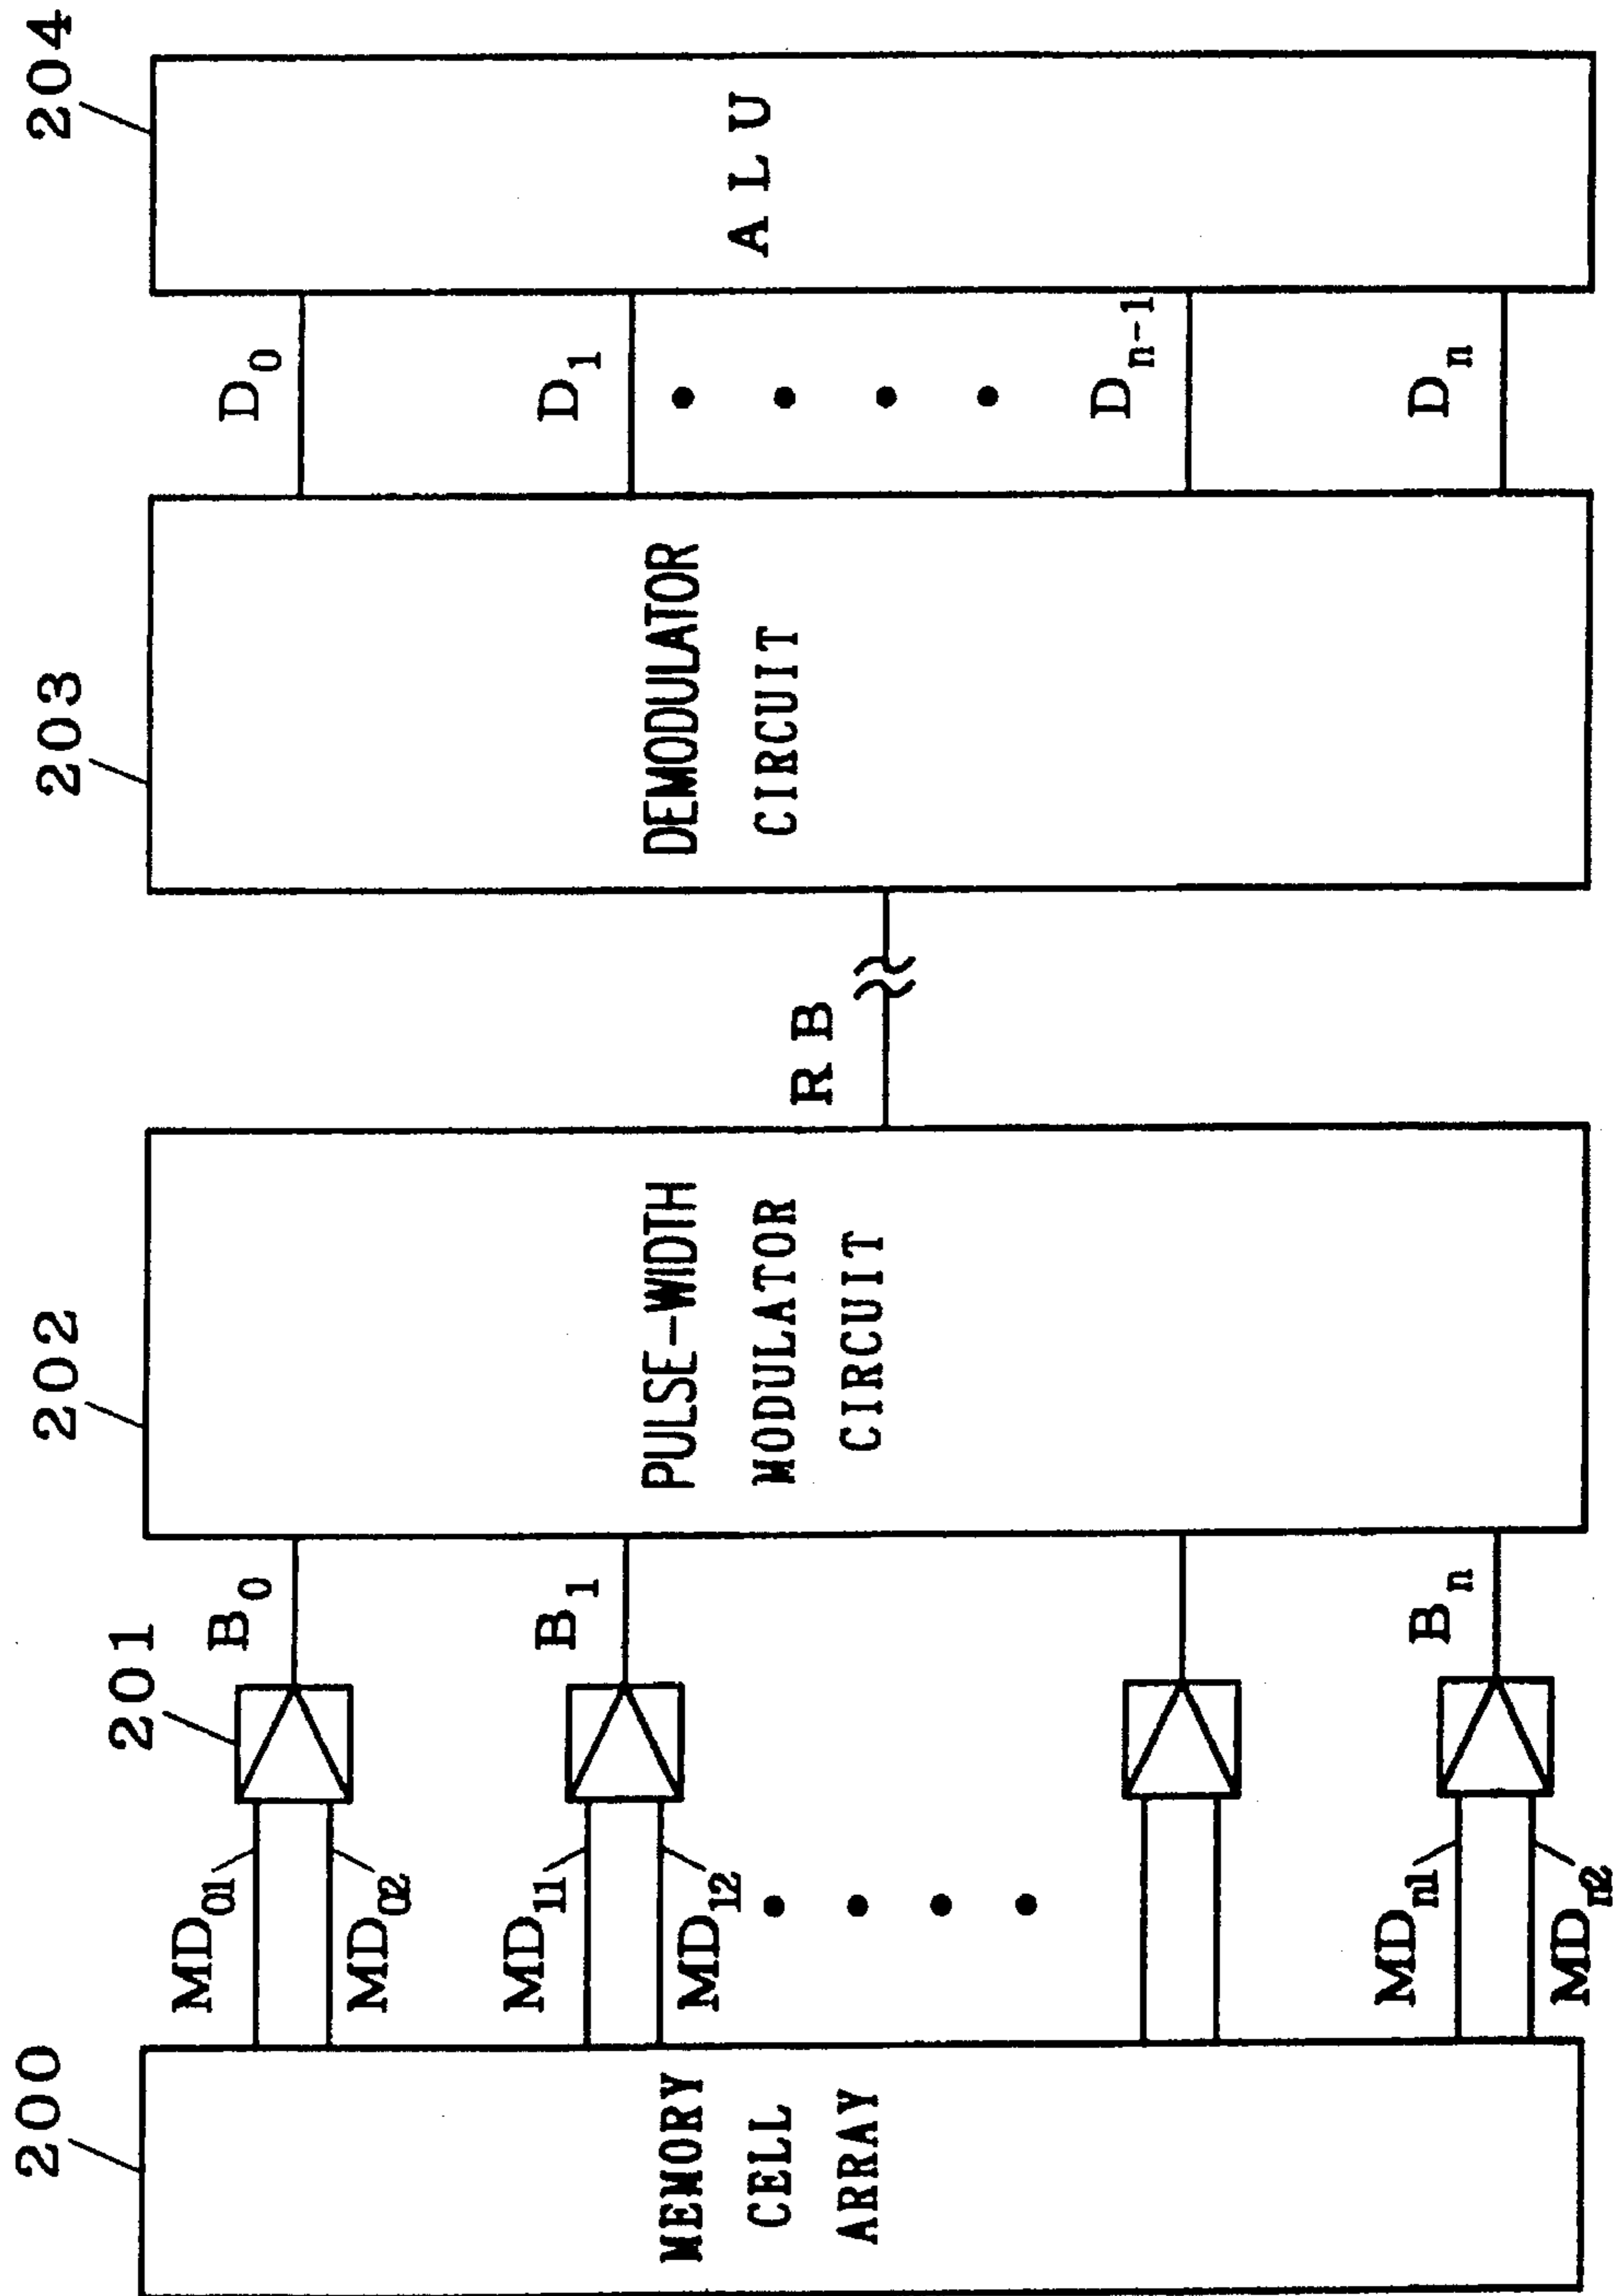 200
MEMORY
CELL
ARRAY
MD01
MD02
MD11
MD12
MDn1
MDn2
201
B0
B1
Bn
202
PULSE-WIDTH
MODULATOR
CIRCUIT
RB
203
DEMODULATOR
CIRCUIT
D0
D1
Dn-1
Dn
204
ALU